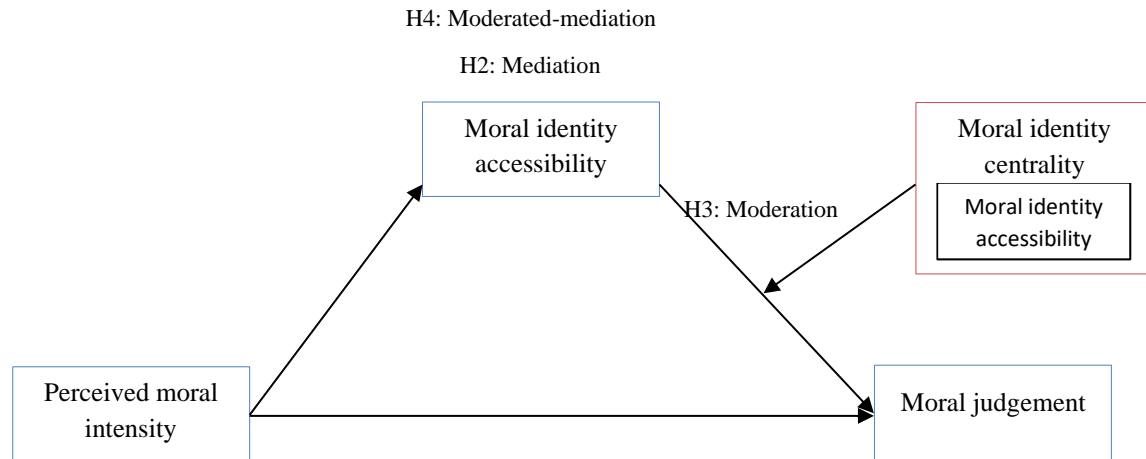 H4: Moderated-mediation
H2: Mediation
Moral identity
accessibility
Moral identity
centrality
Moral identity
accessibility
H3: Moderation
Perceived moral
intensity
Moral judgement